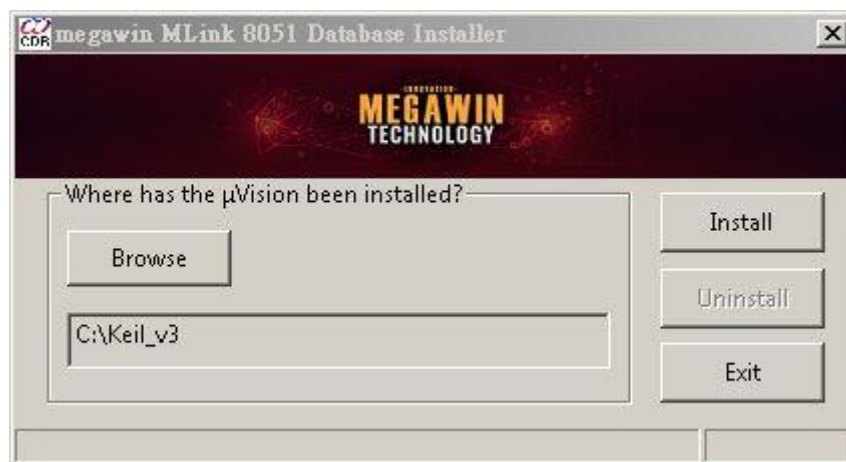 CDB megawin MLink 8051 Database Installer
INNOVATION
MEGAWIN
TECHNOLOGY
Where has the µVision been installed?
Browse
C:\Keil_v3
Install
Uninstall
Exit